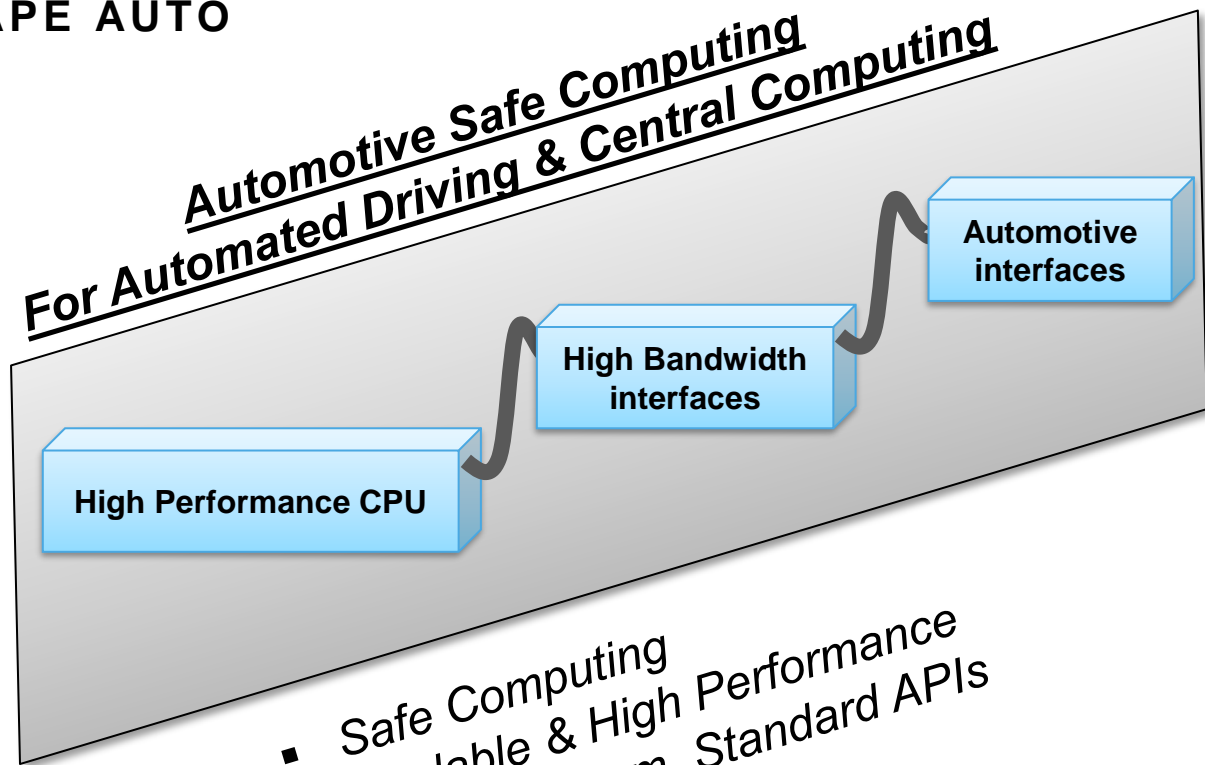 APE AUTO
Automotive Safe Computing
For Automated Driving & Central Computing
Automotive
interfaces
High Bandwidth
interfaces
High Performance CPU
▪ Safe Computing
& High Performance
Standard APIs